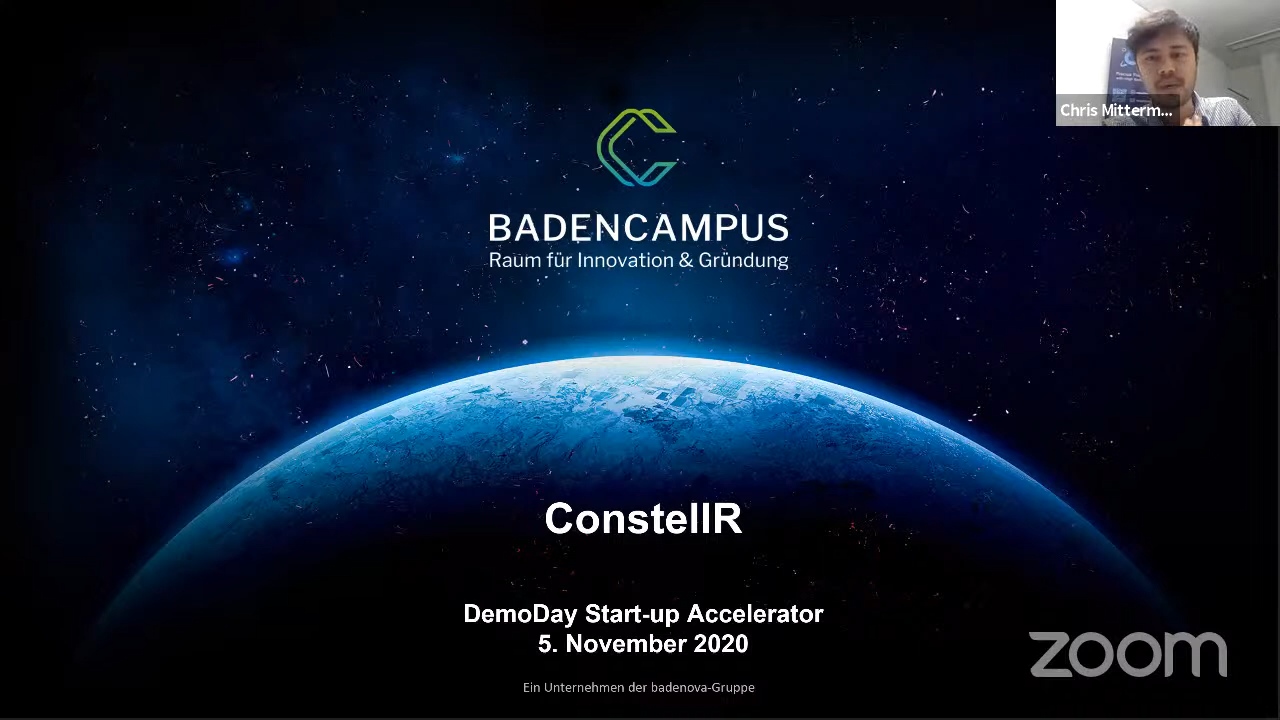 Chris Mitterm...
BADENCAMPUS
Raum für Innovation & Gründung
ConstellR
DemoDay Start-up Accelerator
5. November 2020
zoom
Ein Unternehmen der badenova-Gruppe